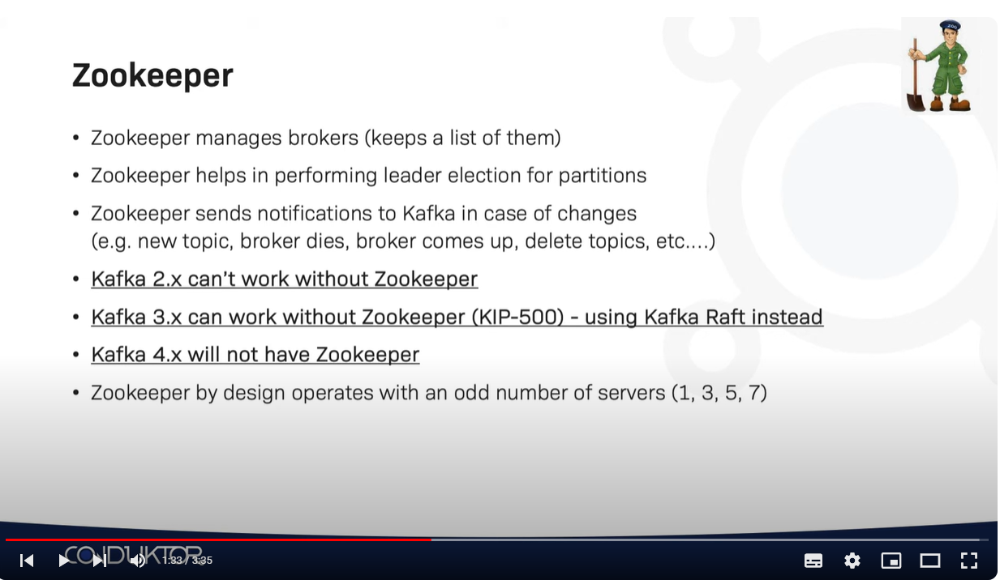 ZOO
Zookeeper
• Zookeeper manages brokers (keeps a list of them)
• Zookeeper helps in performing leader election for partitions
• Zookeeper sends notifications to Kafka in case of changes
(e.g. new topic, broker dies, broker comes up, delete topics, etc....)
• Kafka 2.x can't work without Zookeeper
• Kafka 3.x can work without Zookeeper (KIP-500) - using Kafka Raft instead
• Kafka 4.x will not have Zookeeper
• Zookeeper by design operates with an odd number of servers (1, 3, 5, 7)
CONDUKTOR
1:33 / 3:35